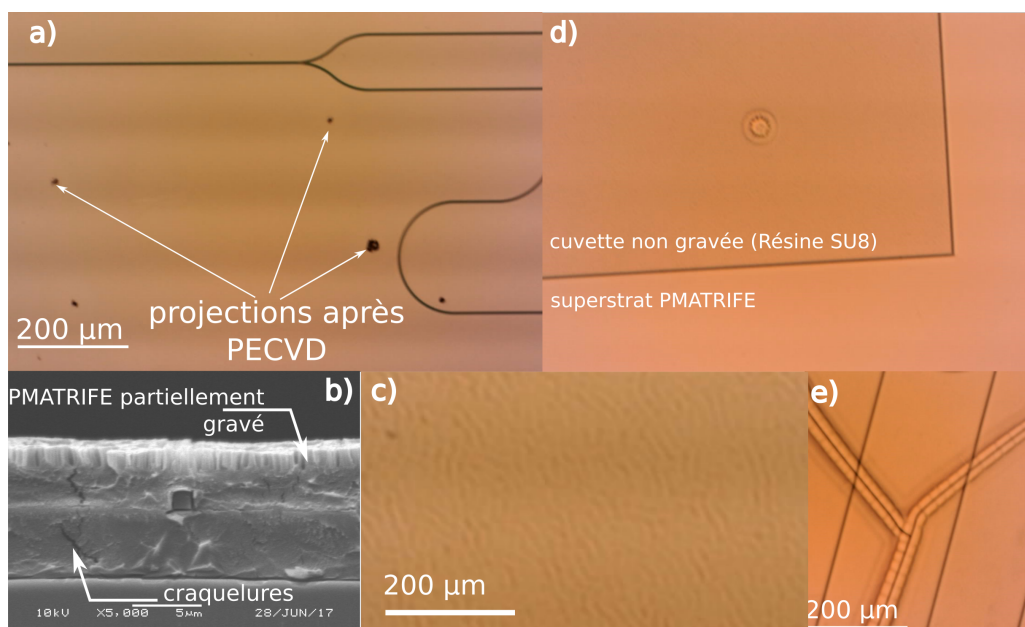 a)
projections après
PECVD
200 µm
d)
cuvette non gravée (Résine SU8)
superstrat PMATRIFE
b)
PMATRIFE partiellement
gravé
craquelures
10kV X5,000 5µm 28/JUN/17
c)
200 µm
e)
200 µm